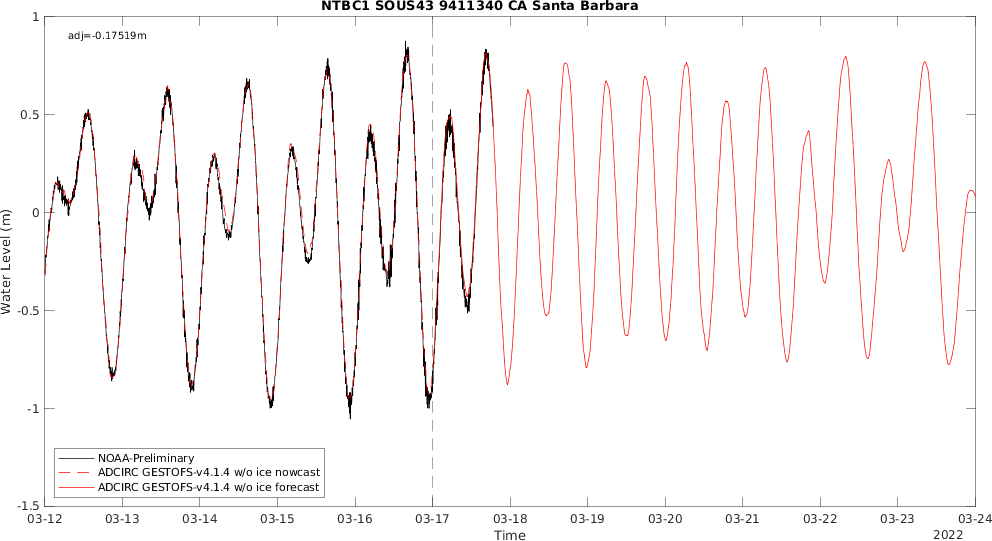 NTBC1 SOUS43 9411340 CA Santa Barbara
adj=-0.17519m
1
0.5
0
-0.5
-1
-1.5
Water Level (m)
NOAA-Preliminary
ADCIRC GESTOFS-v4.1.4 w/o ice nowcast
ADCIRC GESTOFS-v4.1.4 w/o ice forecast
03-12 03-13 03-14 03-15 03-16 03-17 03-18 03-19 03-20 03-21 03-22 03-23 03-24
Time
2022